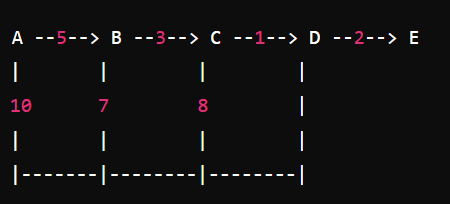 A --5--> B --3--> C --1--> D --2--> E
|        |        |        |
10       7        8        |
|        |        |        |
|-------|--------|--------|